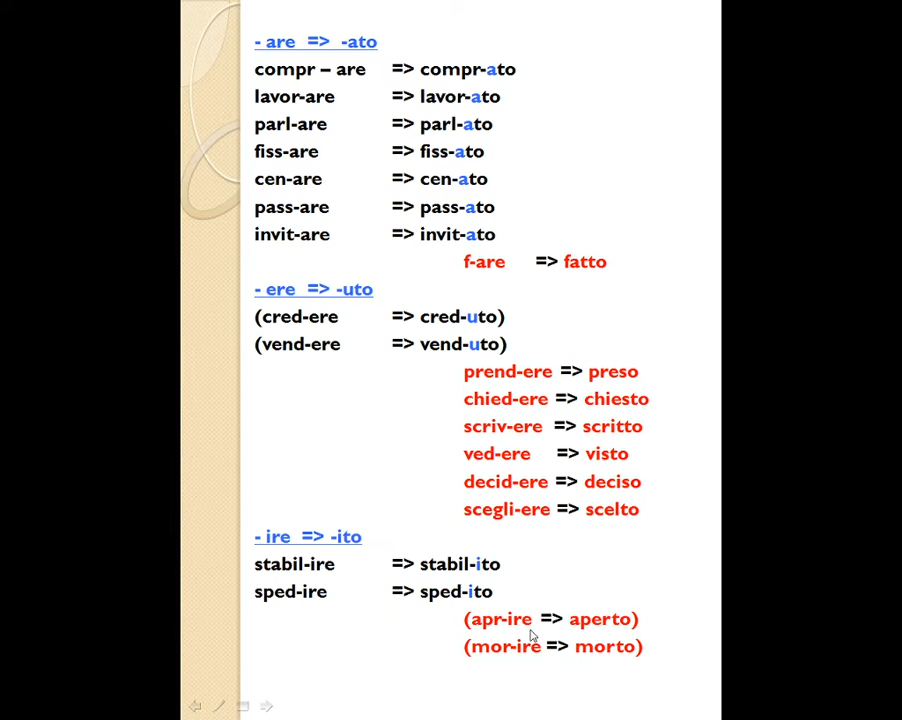 - are => -ato
compr – are => compr-ato
lavor-are => lavor-ato
parl-are => parl-ato
fiss-are => fiss-ato
cen-are => cen-ato
pass-are => pass-ato
invit-are => invit-ato
f-are => fatto
- ere => -uto
(cred-ere => cred-uto)
(vend-ere => vend-uto)
prend-ere => preso
chied-ere => chiesto
scriv-ere => scritto
ved-ere => visto
decid-ere => deciso
scegli-ere => scelto
- ire => -ito
stabil-ire => stabil-ito
sped-ire => sped-ito
(apr-ire => aperto)
(mor-ire => morto)